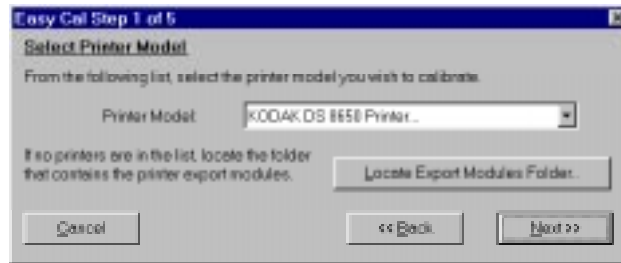 Easy Cal Step 1 of 5
Select Printer Model
From the following list, select the printer model you wish to calibrate.
Printer Model: KODAK DS 8650 Printer...
If no printers are in the list, locate the folder
that contains the printer export modules.
Locate Export Modules Folder...
Cancel
<< Back
Next >>